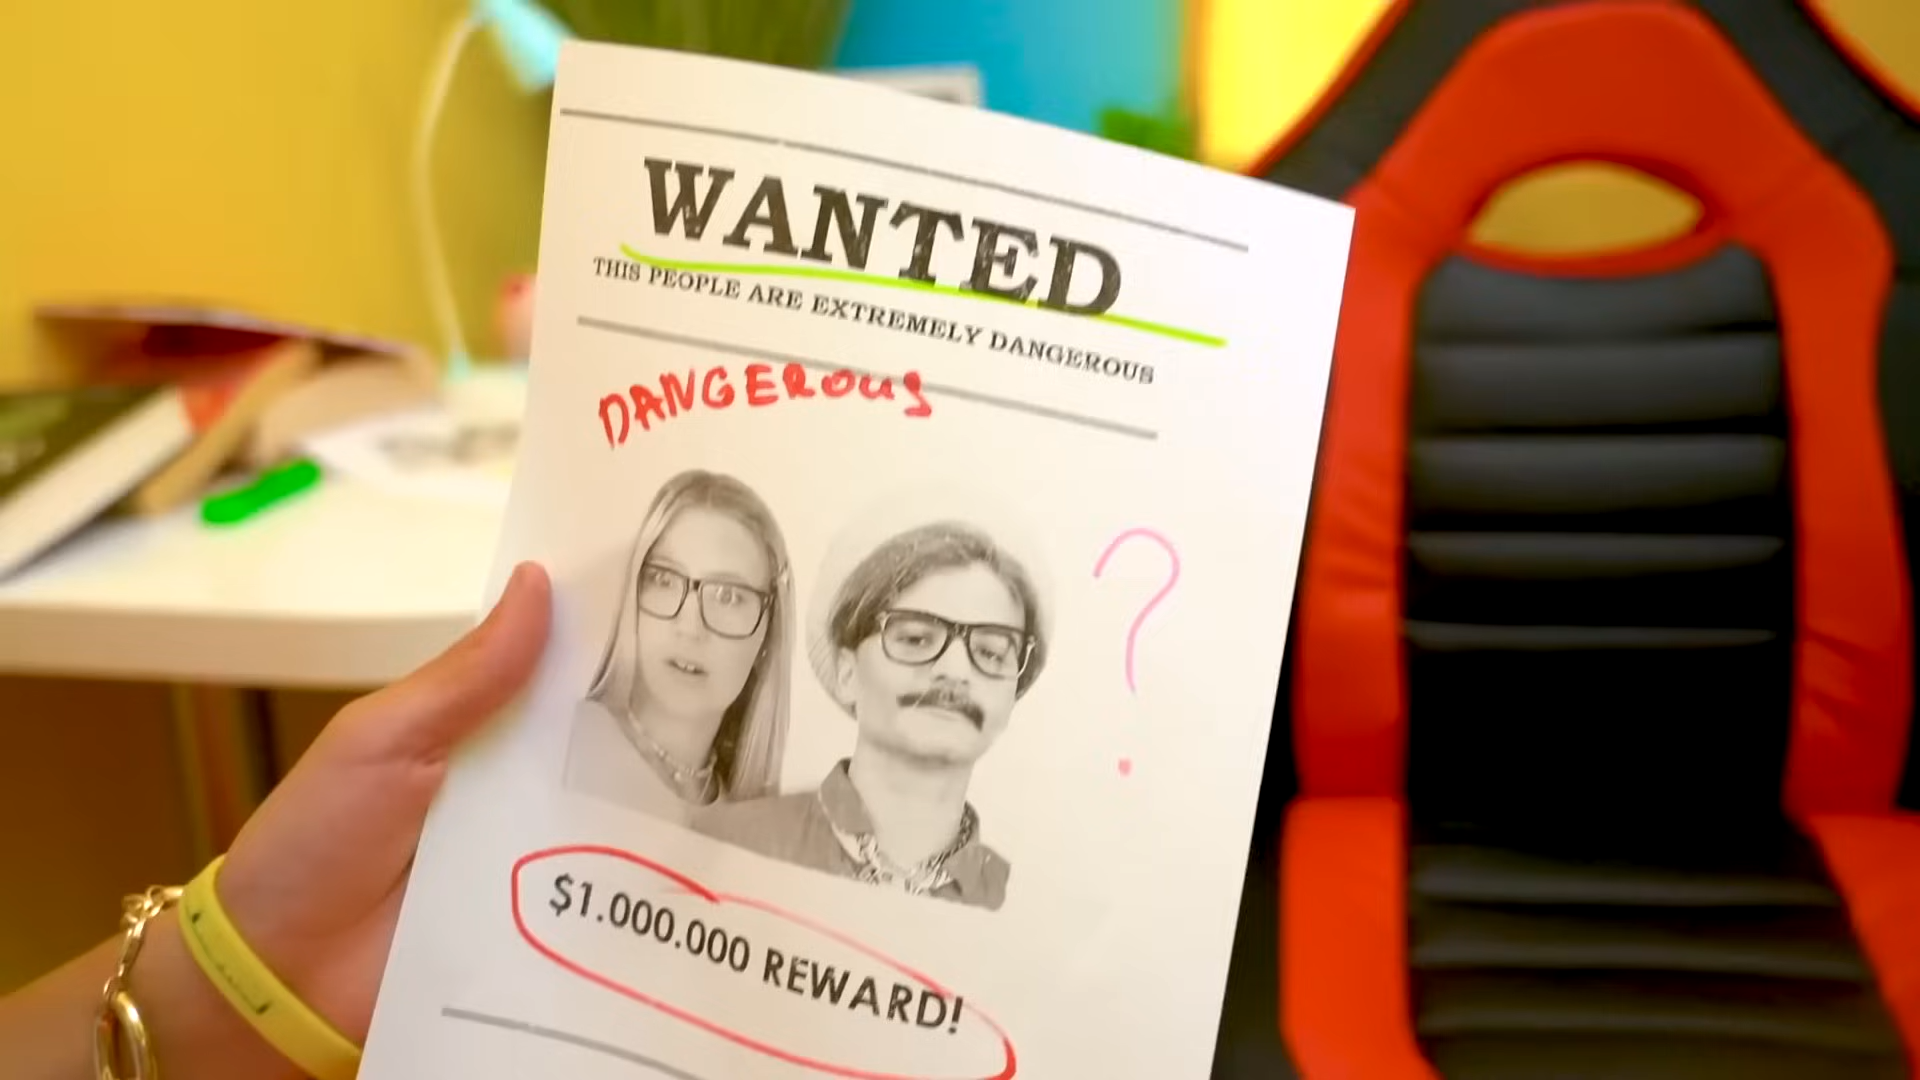 WANTED
THIS PEOPLE ARE EXTREMELY DANGEROUS
DANGEROUS
?
$1.000.000 REWARD!